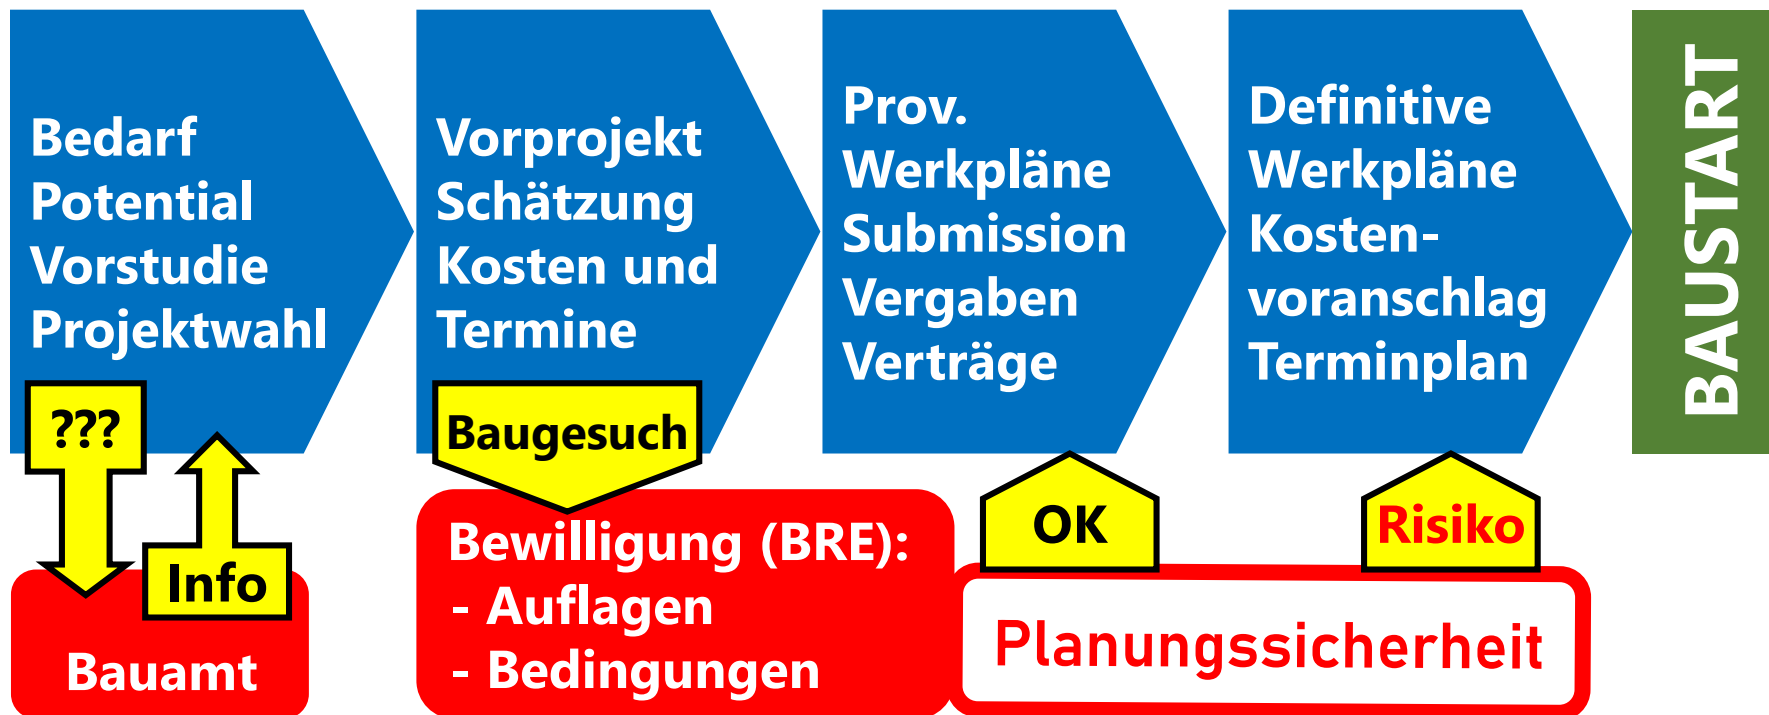 Bedarf
Potential
Vorstudie
Projektwahl
???
Info
Bauamt
Vorprojekt
Schätzung
Kosten und
Termine
Baugesuch
Bewilligung (BRE):
- Auflagen
- Bedingungen
Prov.
Werkpläne
Submission
Vergaben
Verträge
OK
Definitive
Werkpläne
Kosten-
voranschlag
Terminplan
Risiko
Planungssicherheit
BAUSTART